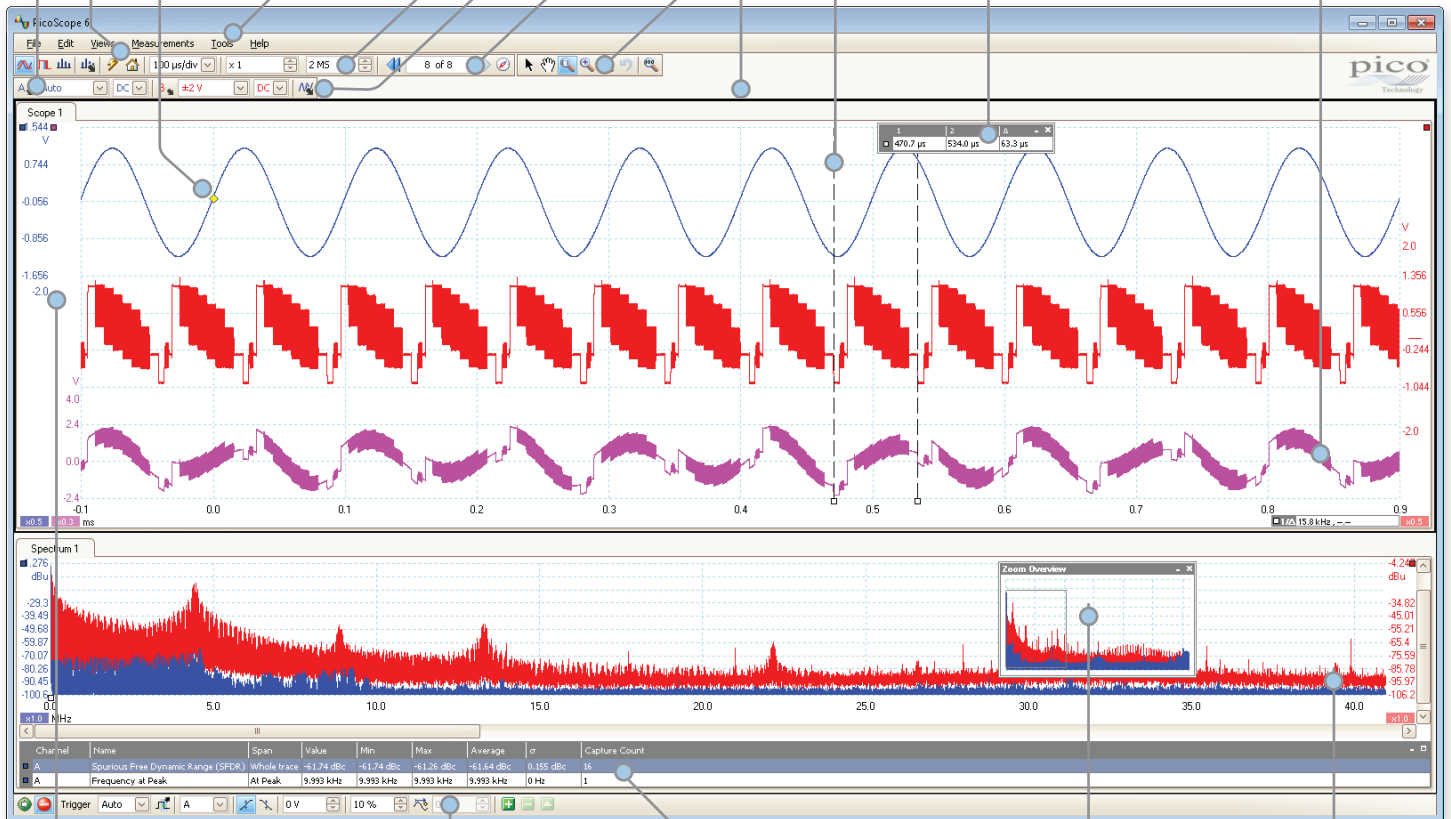 PicoScope 6
File Edit Views Measurements Tools Help
100 µs/div x 1 2 MS 8 of 8
pico
Technology
A Auto DC B ±2 V DC
Scope 1
1.544
V
0.744
-0.056
-0.856
-1.656
-2.0
V
4.0
2.4
0.0
-2.4
1 2 Δ
470.7 µs 534.0 µs 63.3 µs
V
2.0
1.356
0.556
-0.244
-1.044
-2.0
-0.1 0.0 0.1 0.2 0.3 0.4 0.5 0.6 0.7 0.8 0.9
x0.5 x0.3 ms
1/Δ 15.8 kHz , --.-- x0.5
Spectrum 1
1.276
dBu
-29.3
-39.49
-49.68
-59.87
-70.07
-80.26
-90.45
-100.6
Zoom Overview
dBu
-34.82
-45.01
-55.21
-65.4
-75.59
-85.78
-95.97
-106.2
0.0 5.0 10.0 15.0 20.0 25.0 30.0 35.0 40.0
x1.0 MHz x1.0
Channel Name Span Value Min Max Average σ Capture Count
A Spurious Free Dynamic Range (SFDR) Whole trace -61.74 dBc -61.74 dBc -61.26 dBc -61.64 dBc 0.155 dBc 16
A Frequency at Peak At Peak 9.993 kHz 9.993 kHz 9.993 kHz 9.993 kHz 0 Hz 1
Trigger Auto A 0 V 10 %